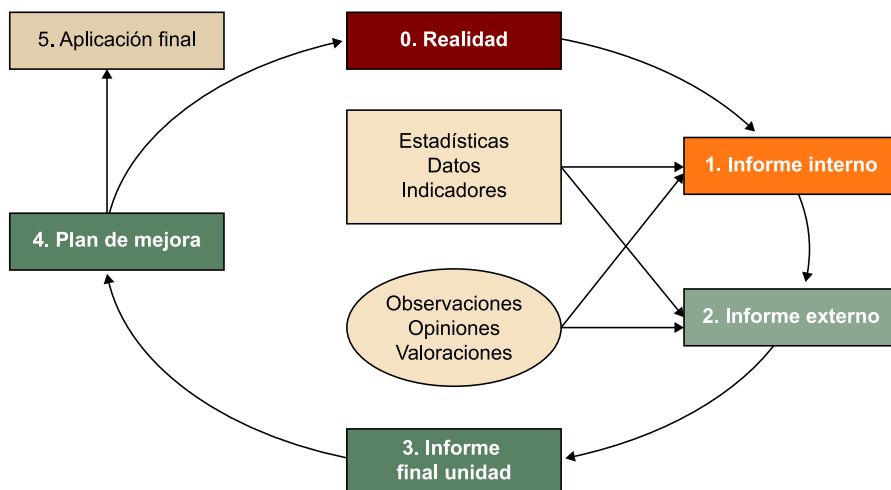 5. Aplicación final
0. Realidad
Estadísticas
Datos
Indicadores
1. Informe interno
4. Plan de mejora
Observaciones
Opiniones
Valoraciones
2. Informe externo
3. Informe
final unidad